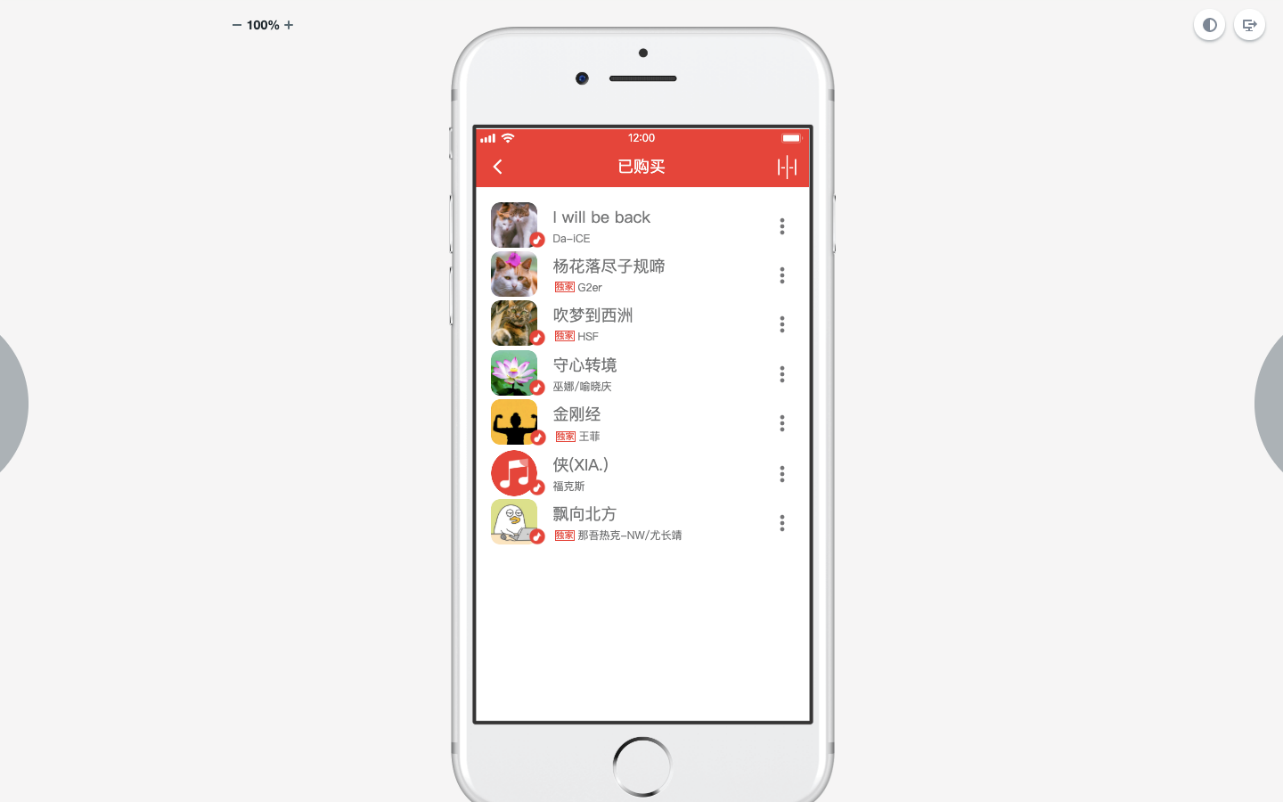 − 100% +
12:00
已购买
I will be back
Da-iCE
杨花落尽子规啼
独家 G2er
吹梦到西洲
独家 HSF
守心转境
巫娜/喻晓庆
金刚经
独家 王菲
侠(XIA.)
福克斯
飘向北方
独家 那吾热克-NW/尤长靖